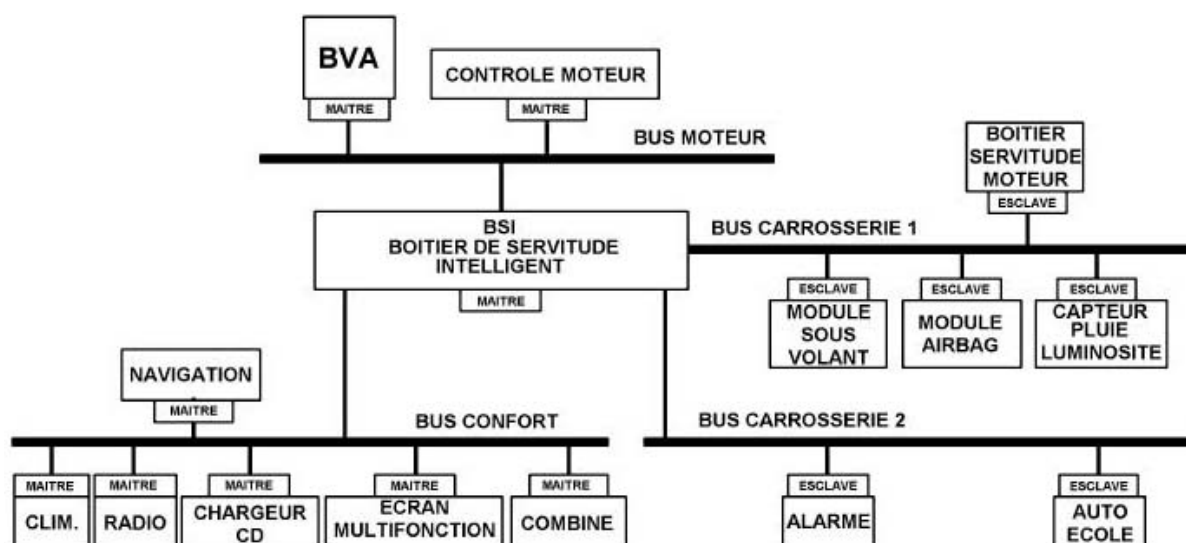 BVA
MAITRE
CONTROLE MOTEUR
MAITRE
BUS MOTEUR
BOITIER
SERVITUDE
MOTEUR
ESCLAVE
BSI
BOITIER DE SERVITUDE
INTELLIGENT
MAITRE
BUS CARROSSERIE 1
ESCLAVE
MODULE
SOUS
VOLANT
ESCLAVE
MODULE
AIRBAG
ESCLAVE
CAPTEUR
PLUIE
LUMINOSITE
NAVIGATION
MAITRE
BUS CONFORT
BUS CARROSSERIE 2
MAITRE
CLIM.
MAITRE
RADIO
MAITRE
CHARGEUR
CD
MAITRE
ECRAN
MULTIFONCTION
MAITRE
COMBINE
ESCLAVE
ALARME
ESCLAVE
AUTO
ECOLE